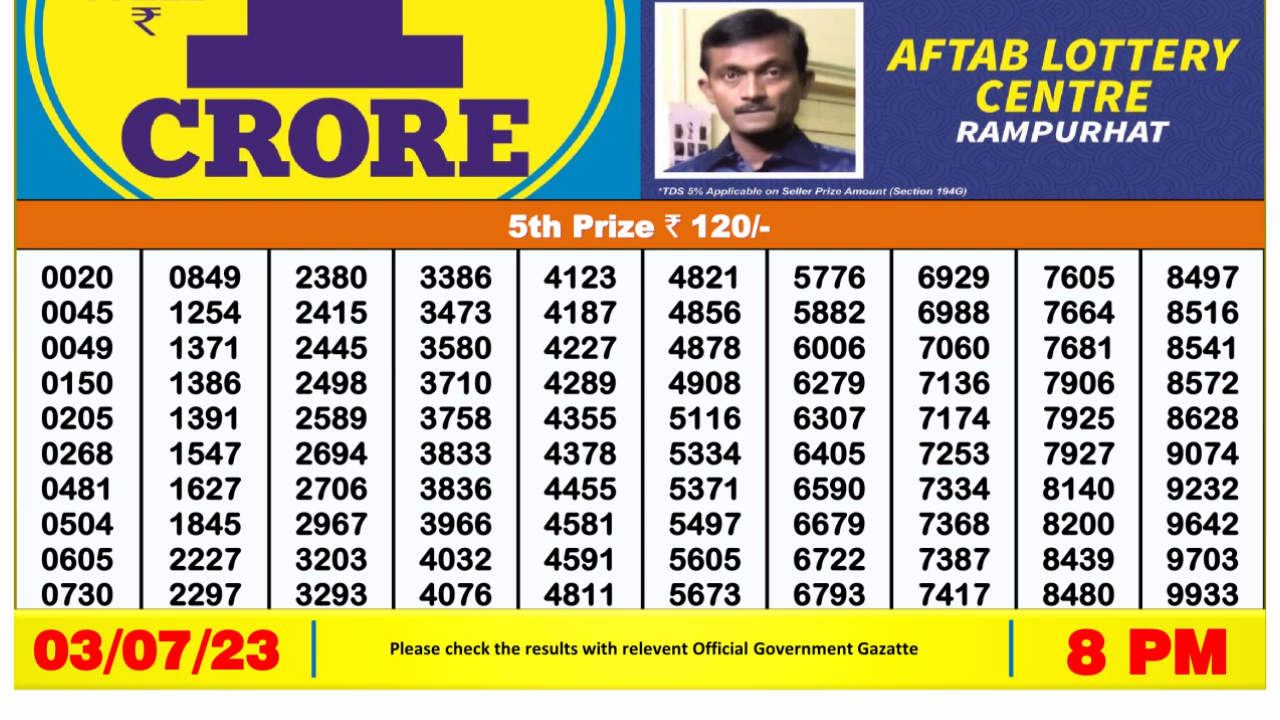 ₹
1
CRORE
AFTAB LOTTERY
CENTRE
RAMPURHAT
*TDS 5% Applicable on Seller Prize Amount (Section 194G)
5th Prize ₹ 120/-
0020 0849 2380 3386 4123 4821 5776 6929 7605 8497
0045 1254 2415 3473 4187 4856 5882 6988 7664 8516
0049 1371 2445 3580 4227 4878 6006 7060 7681 8541
0150 1386 2498 3710 4289 4908 6279 7136 7906 8572
0205 1391 2589 3758 4355 5116 6307 7174 7925 8628
0268 1547 2694 3833 4378 5334 6405 7253 7927 9074
0481 1627 2706 3836 4455 5371 6590 7334 8140 9232
0504 1845 2967 3966 4581 5497 6679 7368 8200 9642
0605 2227 3203 4032 4591 5605 6722 7387 8439 9703
0730 2297 3293 4076 4811 5673 6793 7417 8480 9933
03/07/23
Please check the results with relevent Official Government Gazatte
8 PM